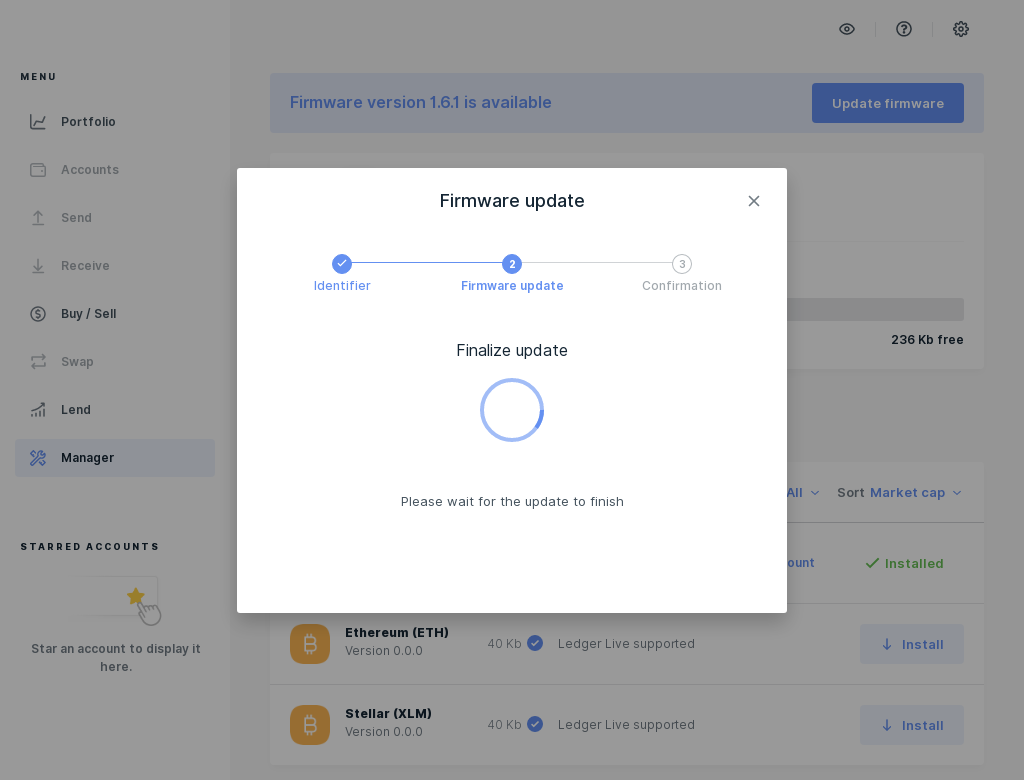 MENU
Portfolio
Accounts
Send
Receive
Buy / Sell
Swap
Lend
Manager
STARRED ACCOUNTS
Star an account to display it
here.
Firmware version 1.6.1 is available
Update firmware
236 Kb free
Firmware update
2
3
Identifier
Firmware update
Confirmation
Finalize update
Please wait for the update to finish
All
Sort Market cap
Installed
Ethereum (ETH)
Version 0.0.0
40 Kb
Ledger Live supported
Install
Stellar (XLM)
Version 0.0.0
40 Kb
Ledger Live supported
Install